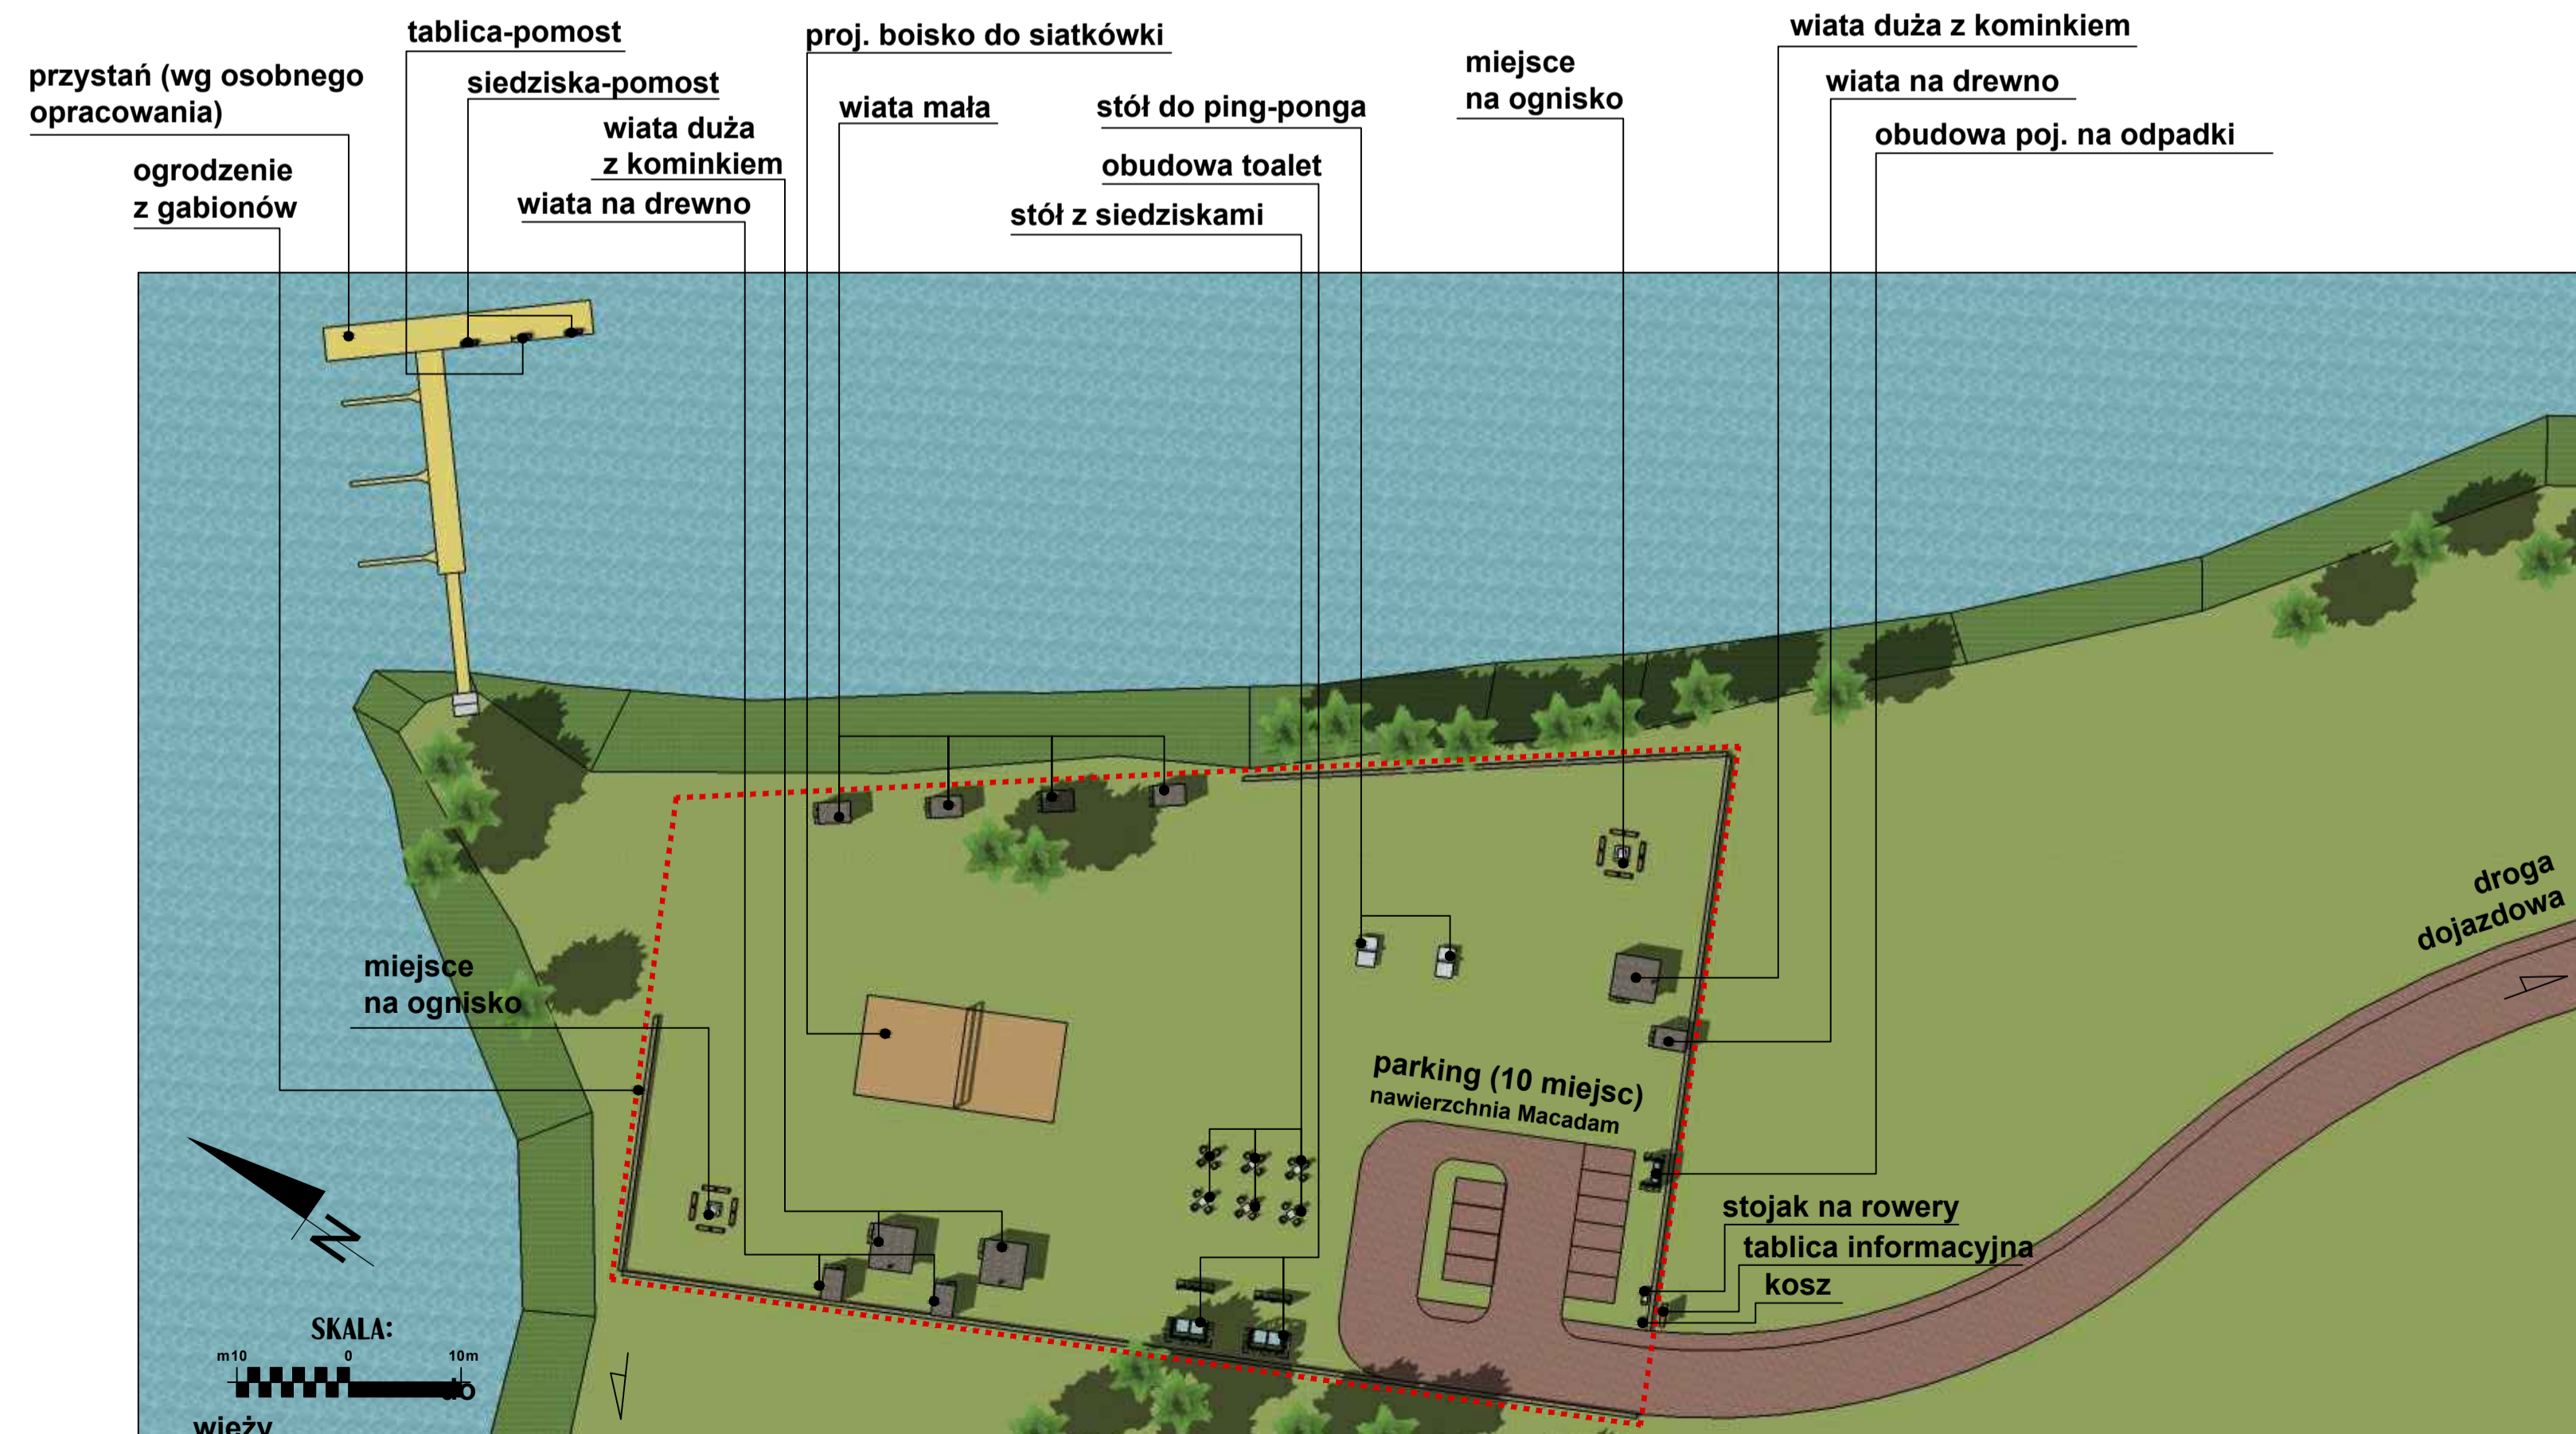 tablica-pomost
proj. boisko do siatkówki
wiata duża z kominkiem
przystań (wg osobnego
opracowania)
siedziska-pomost
miejsce
na ognisko
wiata na drewno
wiata mała
stół do ping-ponga
wiata duża
z kominkiem
obudowa poj. na odpadki
ogrodzenie
z gabionów
obudowa toalet
wiata na drewno
stół z siedziskami
droga
dojazdowa
miejsce
na ognisko
parking (10 miejsc)
nawierzchnia Macadam
stojak na rowery
tablica informacyjna
kosz
N
SKALA:
m10 0 10m
do
wieży